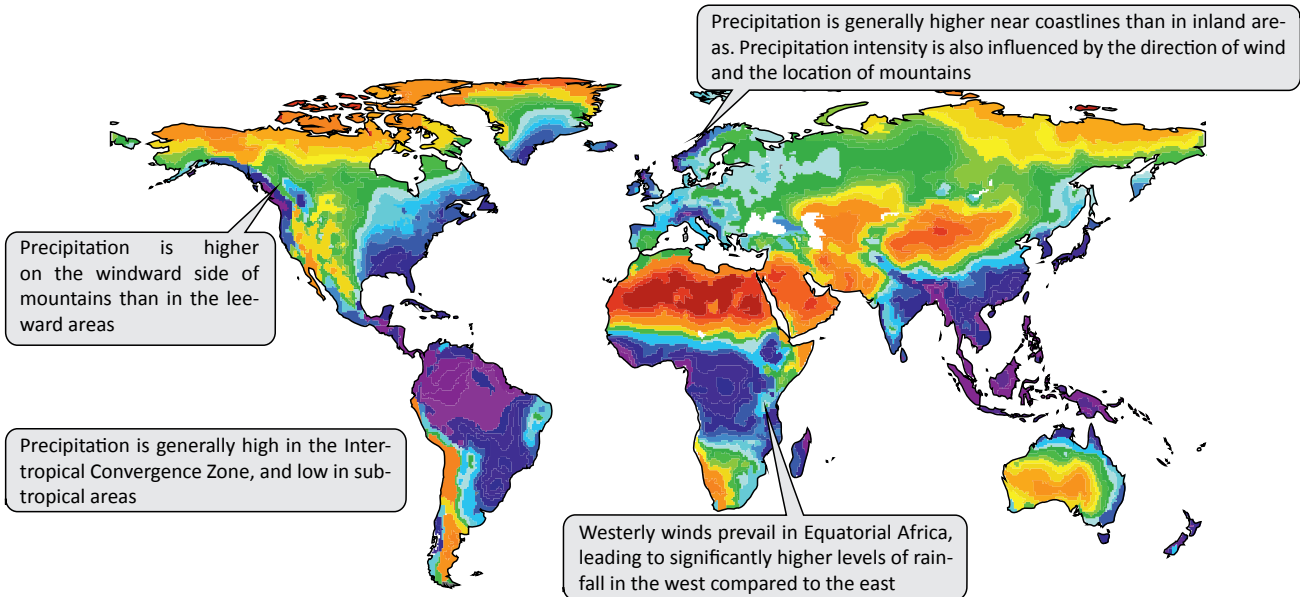 Precipitation is generally higher near coastlines than in inland are-
as. Precipitation intensity is also influenced by the direction of wind
and the location of mountains
Precipitation is higher
on the windward side of
mountains than in the lee-
ward areas
Precipitation is generally high in the Inter-
tropical Convergence Zone, and low in sub-
tropical areas
Westerly winds prevail in Equatorial Africa,
leading to significantly higher levels of rain-
fall in the west compared to the east